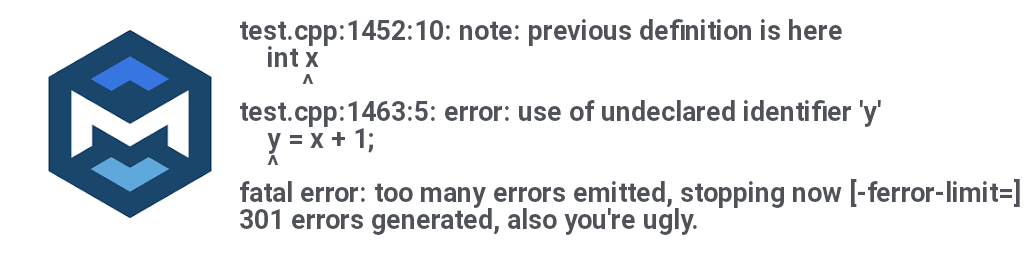 test.cpp:1452:10: note: previous definition is here
int x
^
test.cpp:1463:5: error: use of undeclared identifier 'y'
y = x + 1;
^
fatal error: too many errors emitted, stopping now [-ferror-limit=]
301 errors generated, also you're ugly.